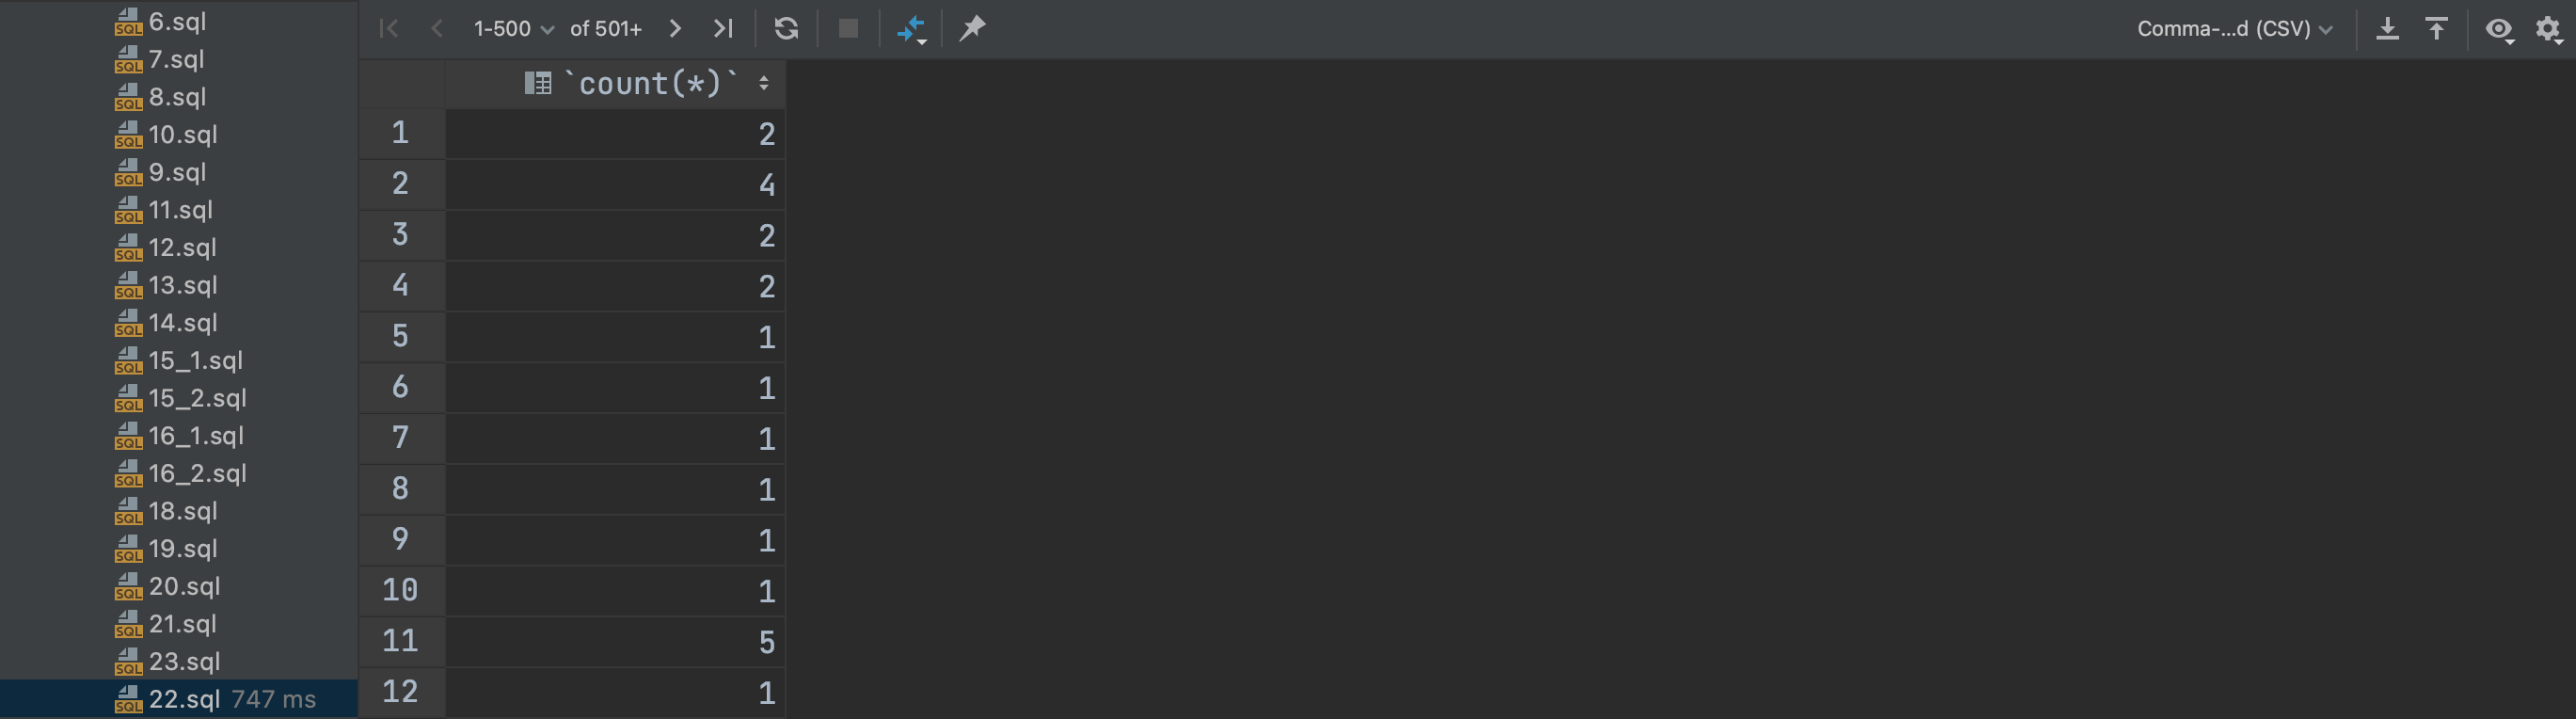 6.sql
7.sql
8.sql
10.sql
9.sql
11.sql
12.sql
13.sql
14.sql
15_1.sql
15_2.sql
16_1.sql
16_2.sql
18.sql
19.sql
20.sql
21.sql
23.sql
22.sql 747 ms
1-500 of 501+ Comma-...d (CSV)
`count(*)`
1 2
2 4
3 2
4 2
5 1
6 1
7 1
8 1
9 1
10 1
11 5
12 1